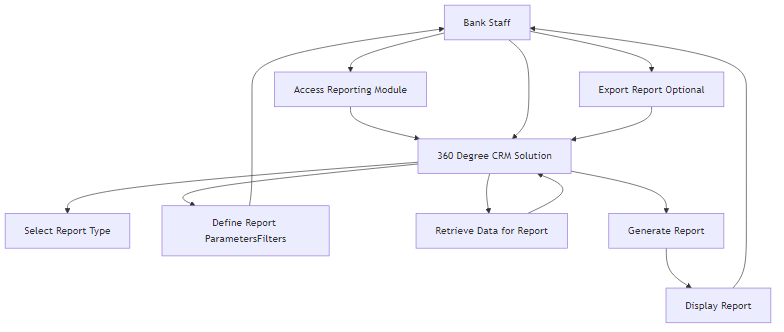 Bank Staff
Access Reporting Module
Export Report Optional
360 Degree CRM Solution
Select Report Type
Define Report
ParametersFilters
Retrieve Data for Report
Generate Report
Display Report